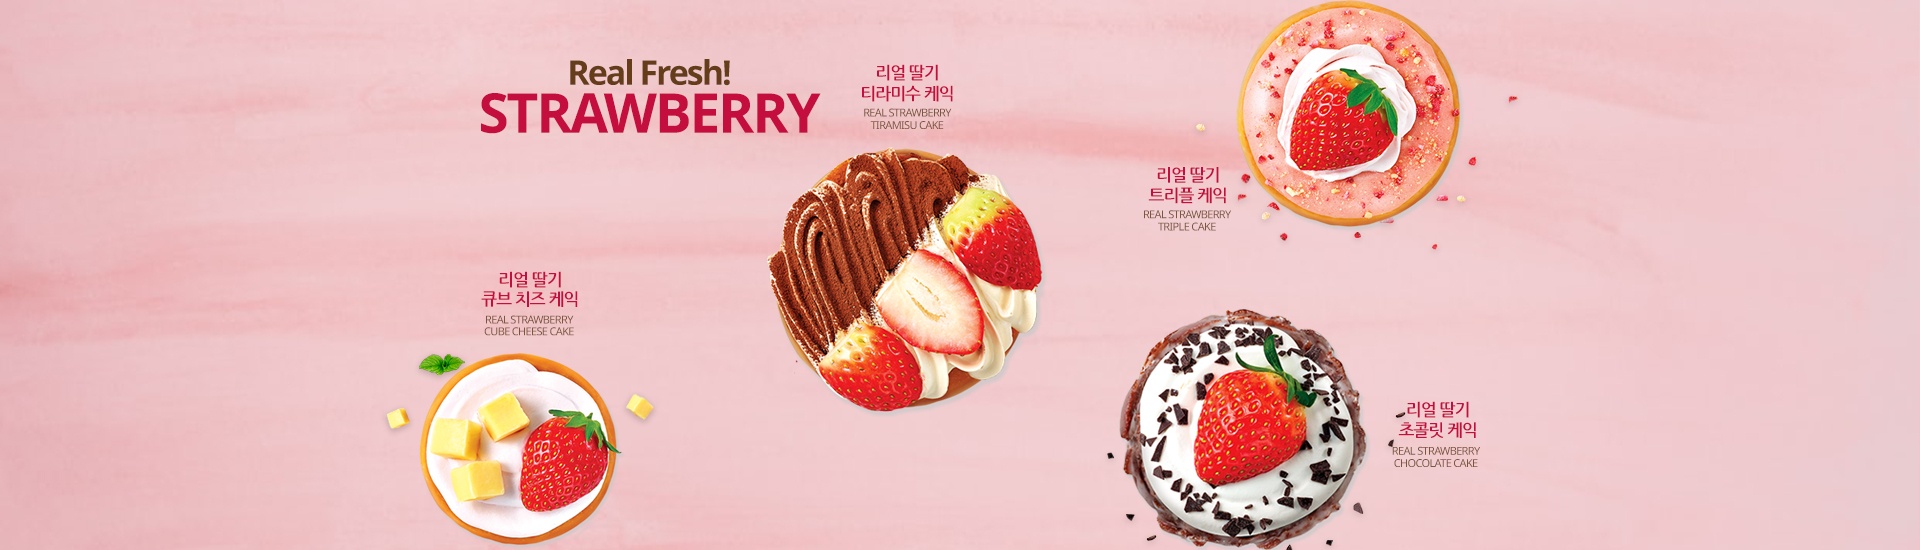 Real Fresh!
STRAWBERRY
리얼 딸기
티라미수 케익
REAL STRAWBERRY
TIRAMISU CAKE
리얼 딸기
트리플 케익
REAL STRAWBERRY
TRIPLE CAKE
리얼 딸기
큐브 치즈 케익
REAL STRAWBERRY
CUBE CHEESE CAKE
리얼 딸기
초콜릿 케익
REAL STRAWBERRY
CHOCOLATE CAKE